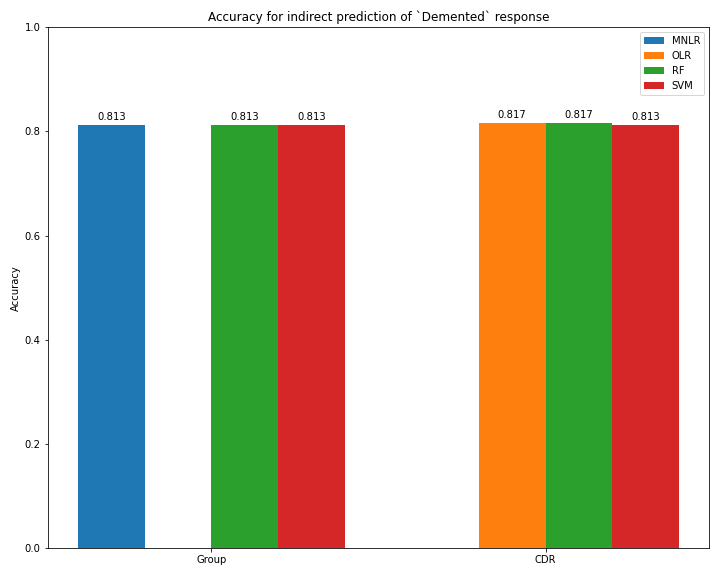 Accuracy for indirect prediction of `Demented` response
1.0
0.8
0.6
0.4
0.2
0.0
Accuracy
0.813
0.813
0.813
0.817
0.817
0.813
MNLR
OLR
RF
SVM
Group
CDR